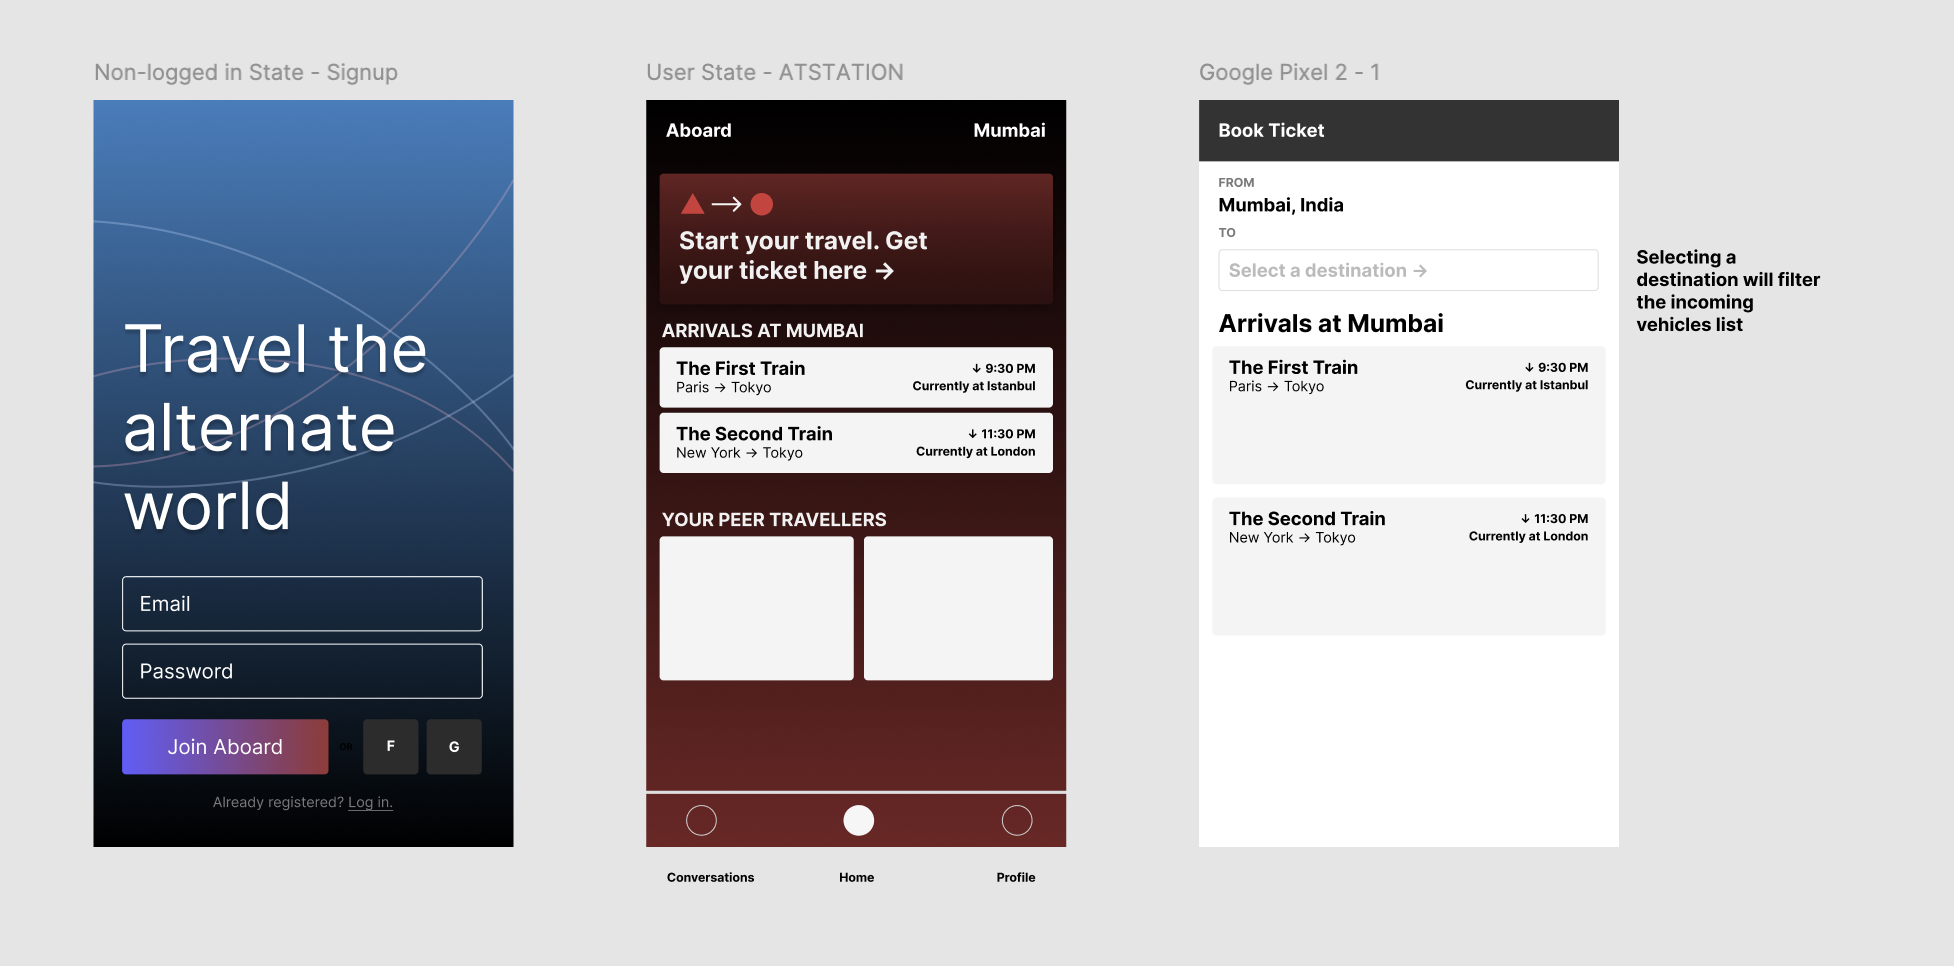 Non-logged in State - Signup
Travel the
alternate
world
Email
Password
Join Aboard
OR
F
G
Already registered? Log in.
User State - ATSTATION
Aboard
Mumbai
Start your travel. Get
your ticket here →
ARRIVALS AT MUMBAI
The First Train
↓ 9:30 PM
Paris → Tokyo
Currently at Istanbul
The Second Train
↓ 11:30 PM
New York → Tokyo
Currently at London
YOUR PEER TRAVELLERS
Conversations
Home
Profile
Google Pixel 2 - 1
Book Ticket
FROM
Mumbai, India
TO
Select a destination →
Arrivals at Mumbai
The First Train
↓ 9:30 PM
Paris → Tokyo
Currently at Istanbul
The Second Train
↓ 11:30 PM
New York → Tokyo
Currently at London
Selecting a
destination will filter
the incoming
vehicles list